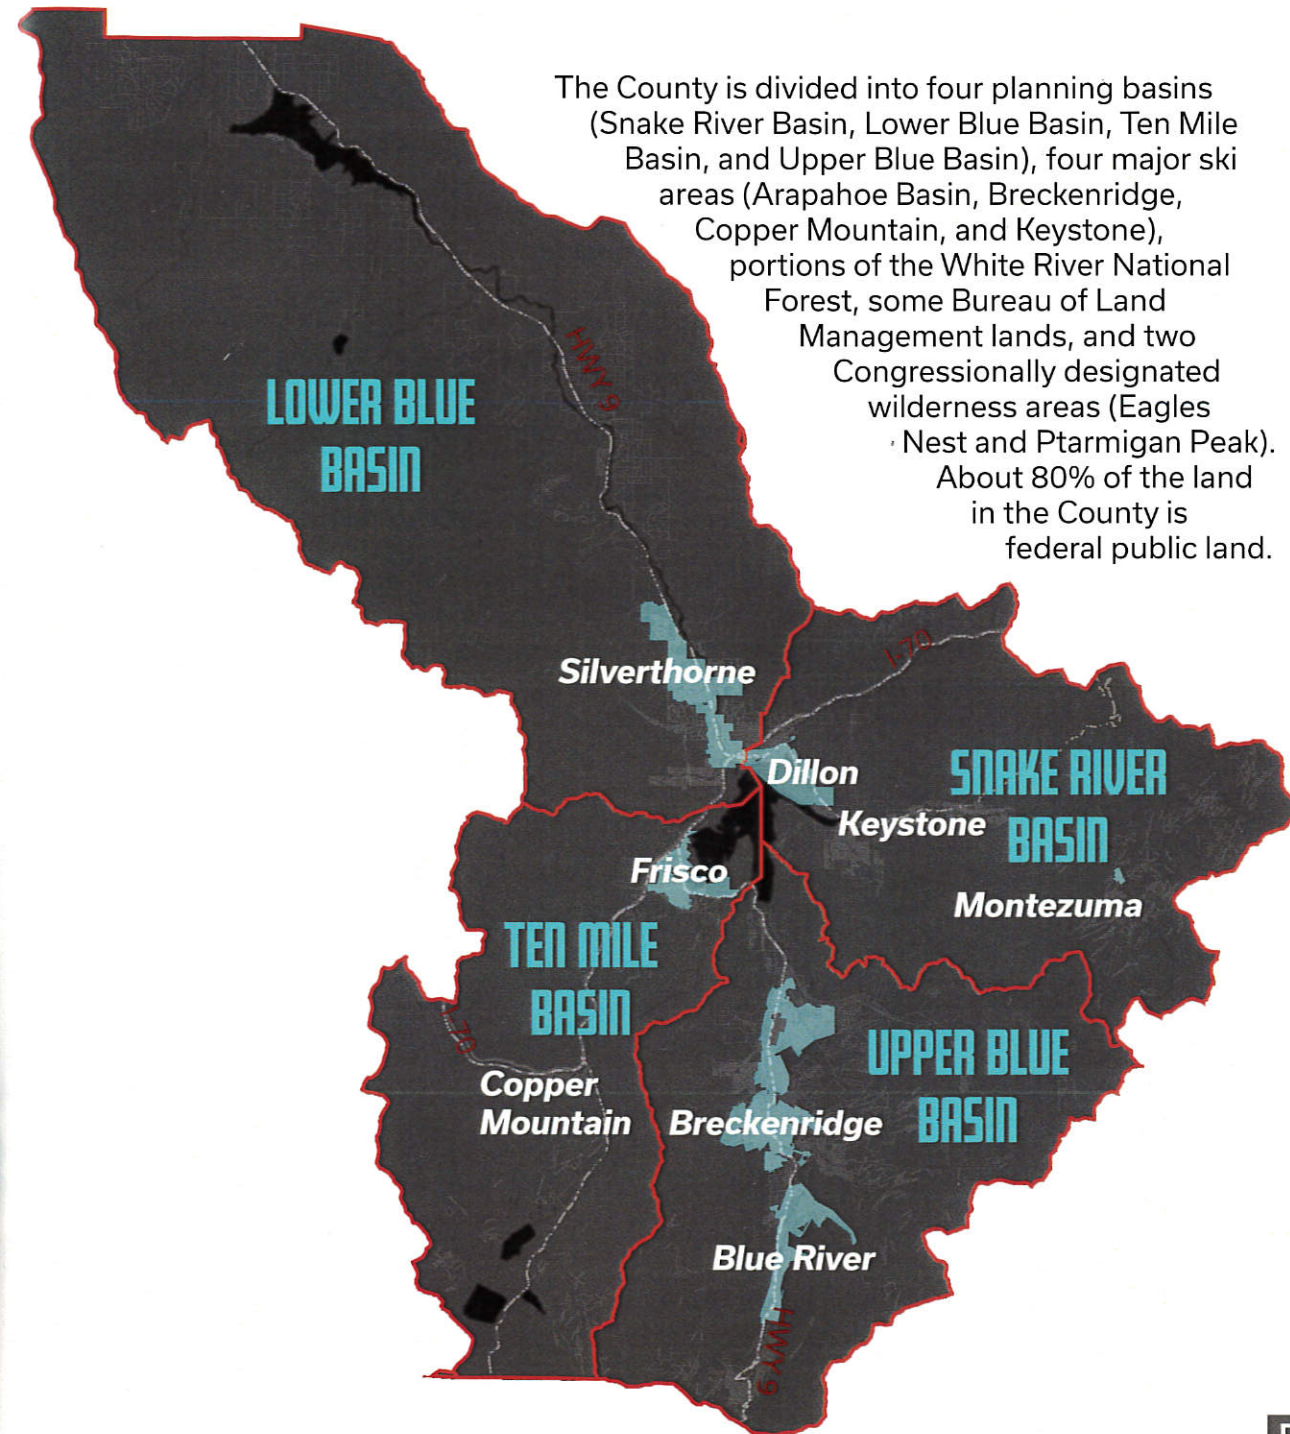 The County is divided into four planning basins
(Snake River Basin, Lower Blue Basin, Ten Mile
Basin, and Upper Blue Basin), four major ski
areas (Arapahoe Basin, Breckenridge,
Copper Mountain, and Keystone),
portions of the White River National
Forest, some Bureau of Land
Management lands, and two
Congressionally designated
wilderness areas (Eagles
Nest and Ptarmigan Peak).
About 80% of the land
in the County is
federal public land.
HWY 9
LOWER BLUE
BASIN
I-70
Silverthorne
Dillon
SNAKE RIVER
BASIN
Keystone
Frisco
Montezuma
TEN MILE
BASIN
I-70
UPPER BLUE
BASIN
Copper
Mountain
Breckenridge
Blue River
HWY 9